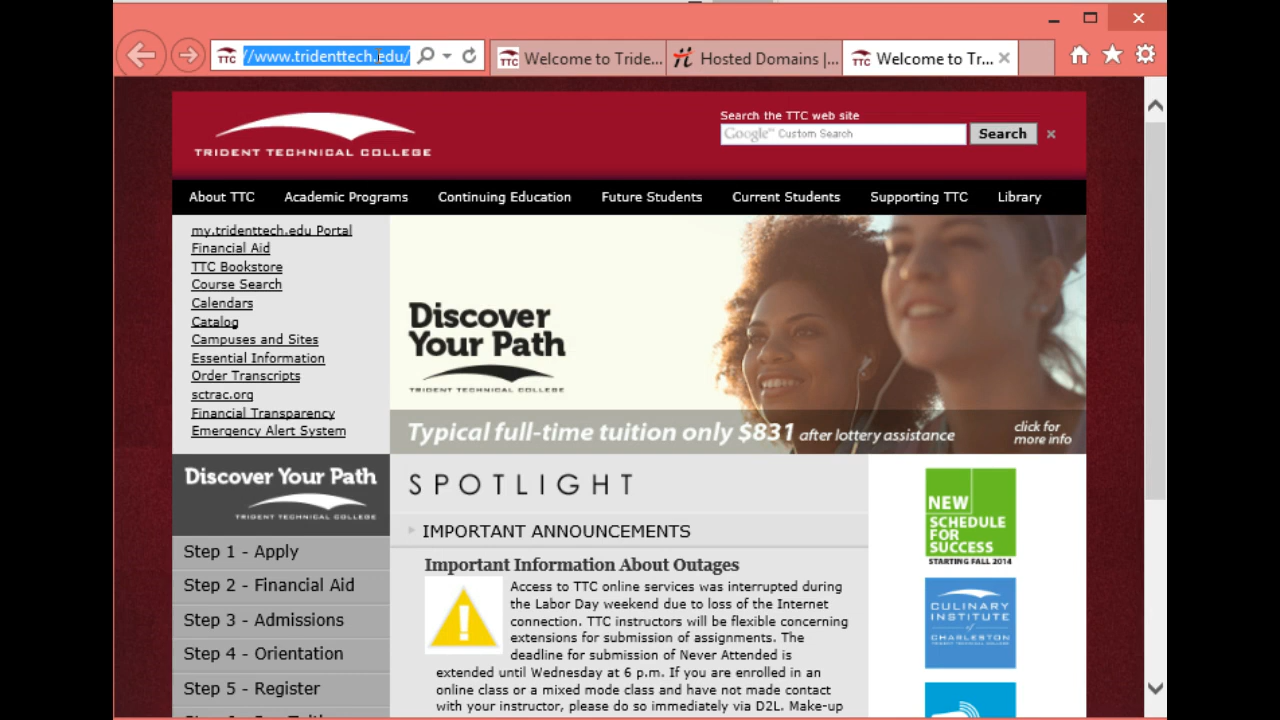 TTC //www.tridenttech.edu/
TTC Welcome to Tride...
Hosted Domains |...
TTC Welcome to Tr...
TRIDENT TECHNICAL COLLEGE
Search the TTC web site
Google™ Custom Search
Search
About TTC Academic Programs Continuing Education Future Students Current Students Supporting TTC Library
my.tridenttech.edu Portal
Financial Aid
TTC Bookstore
Course Search
Calendars
Catalog
Campuses and Sites
Essential Information
Order Transcripts
sctrac.org
Financial Transparency
Emergency Alert System
Discover
Your Path
TRIDENT TECHNICAL COLLEGE
Typical full-time tuition only $831 after lottery assistance
click for
more info
Discover Your Path
TRIDENT TECHNICAL COLLEGE
Step 1 - Apply
Step 2 - Financial Aid
Step 3 - Admissions
Step 4 - Orientation
Step 5 - Register
SPOTLIGHT
IMPORTANT ANNOUNCEMENTS
Important Information About Outages
Access to TTC online services was interrupted during
the Labor Day weekend due to loss of the Internet
connection. TTC instructors will be flexible concerning
extensions for submission of assignments. The
deadline for submission of Never Attended is
extended until Wednesday at 6 p.m. If you are enrolled in an
online class or a mixed mode class and have not made contact
with your instructor, please do so immediately via D2L. Make-up
NEW
SCHEDULE
FOR
SUCCESS
STARTING FALL 2014
CULINARY
INSTITUTE
of
CHARLESTON
TRIDENT TECHNICAL COLLEGE